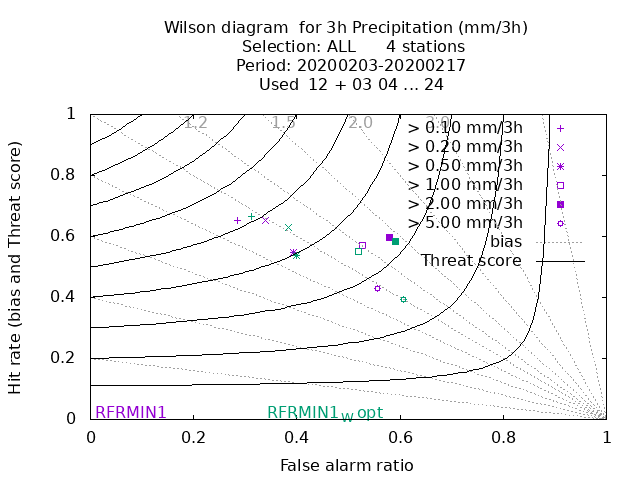 Wilson diagram for 3h Precipitation (mm/3h)
Selection: ALL 4 stations
Period: 20200203-20200217
Used 12 + 03 04 ... 24
1.2 1.5 2.0 3.0
> 0.10 mm/3h
> 0.20 mm/3h
> 0.50 mm/3h
> 1.00 mm/3h
> 2.00 mm/3h
> 5.00 mm/3h
bias
Threat score
1
0.8
0.6
0.4
0.2
0
Hit rate (bias and Threat score)
RFRMIN1 RFRMIN1w opt
0 0.2 0.4 0.6 0.8 1
False alarm ratio